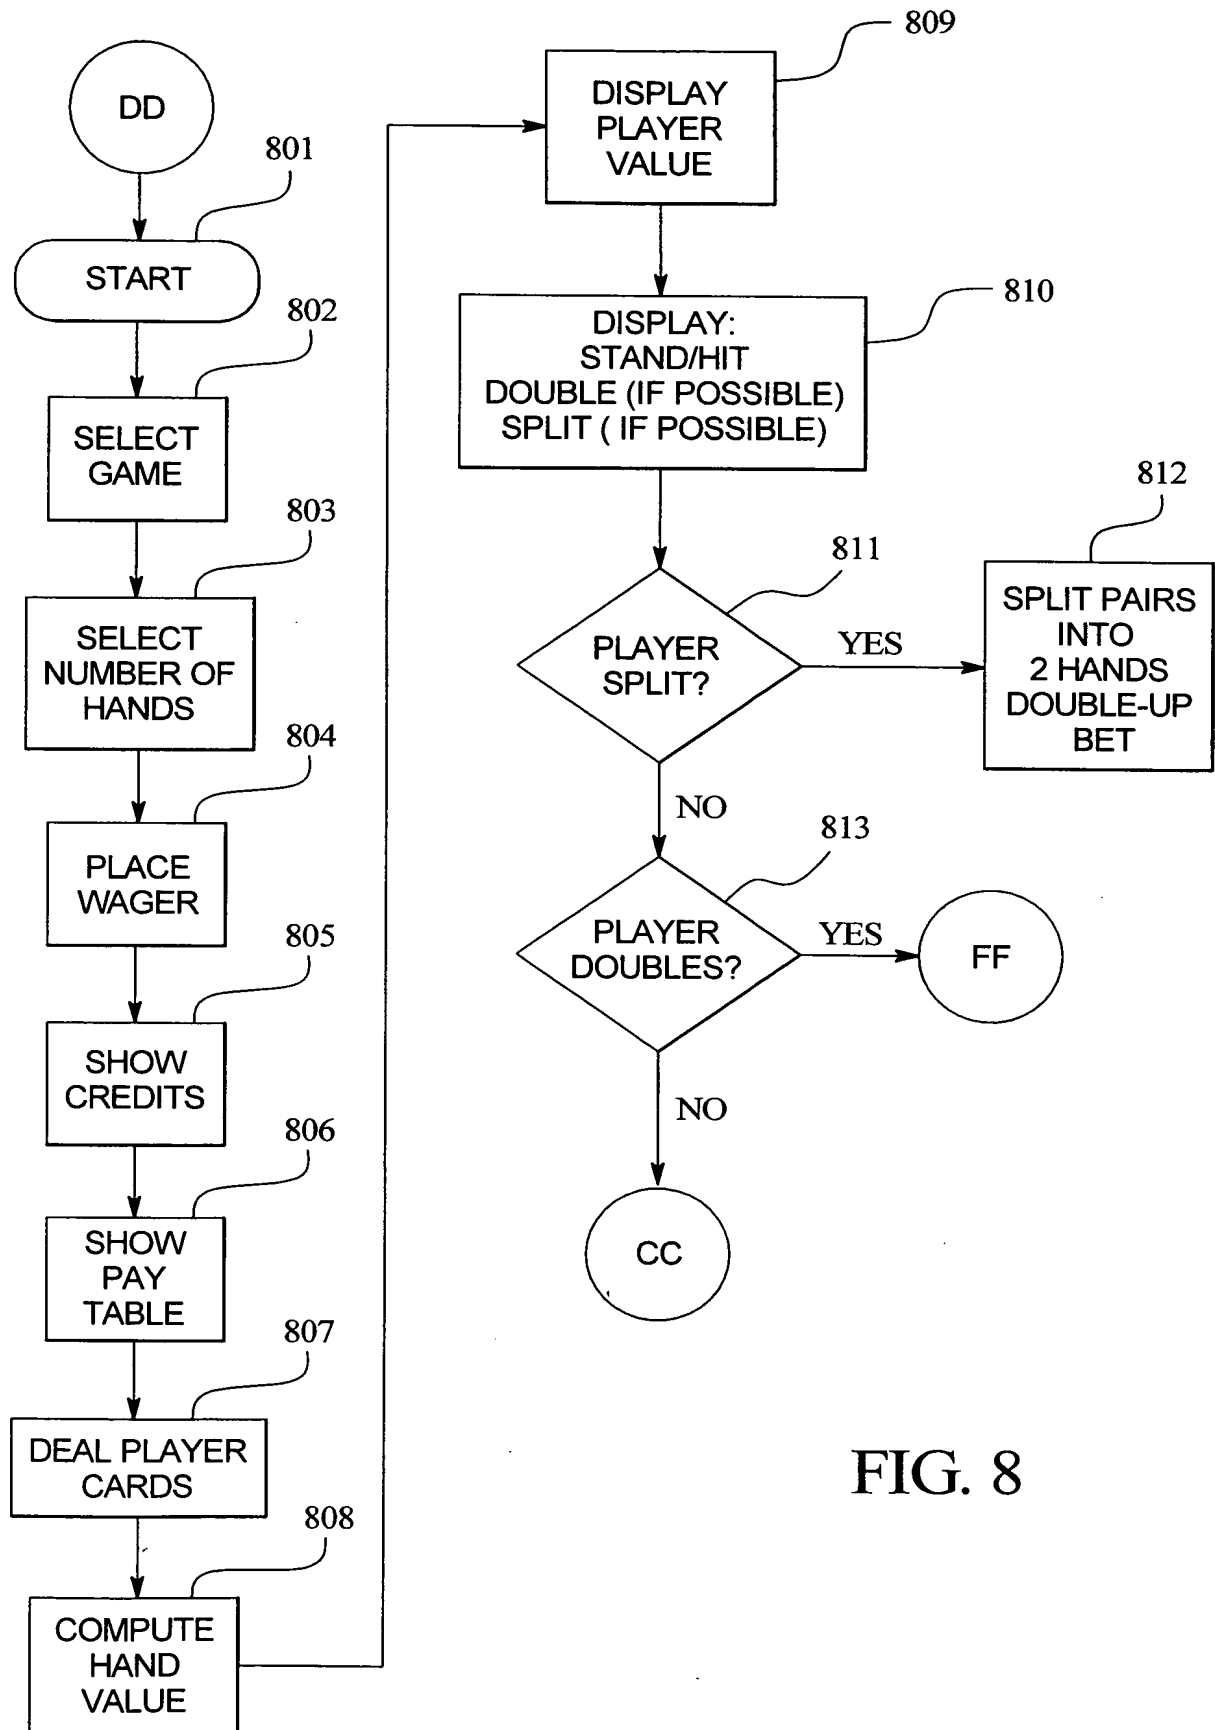 DD
801
START
802
SELECT
GAME
803
SELECT
NUMBER OF
HANDS
804
PLACE
WAGER
805
SHOW
CREDITS
806
SHOW
PAY
TABLE
807
DEAL PLAYER
CARDS
808
COMPUTE
HAND
VALUE
809
DISPLAY
PLAYER
VALUE
810
DISPLAY:
STAND/HIT
DOUBLE (IF POSSIBLE)
SPLIT ( IF POSSIBLE)
811
PLAYER
SPLIT?
YES
812
SPLIT PAIRS
INTO
2 HANDS
DOUBLE-UP
BET
NO
813
PLAYER
DOUBLES?
YES
FF
NO
CC
FIG. 8